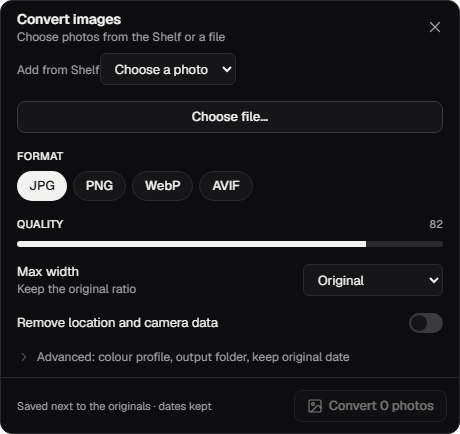 Convert images
Choose photos from the Shelf or a file
Add from Shelf Choose a photo
Choose file...
FORMAT
JPG PNG WebP AVIF
QUALITY 82
Max width
Keep the original ratio
Original
Remove location and camera data
Advanced: colour profile, output folder, keep original date
Saved next to the originals · dates kept
Convert 0 photos